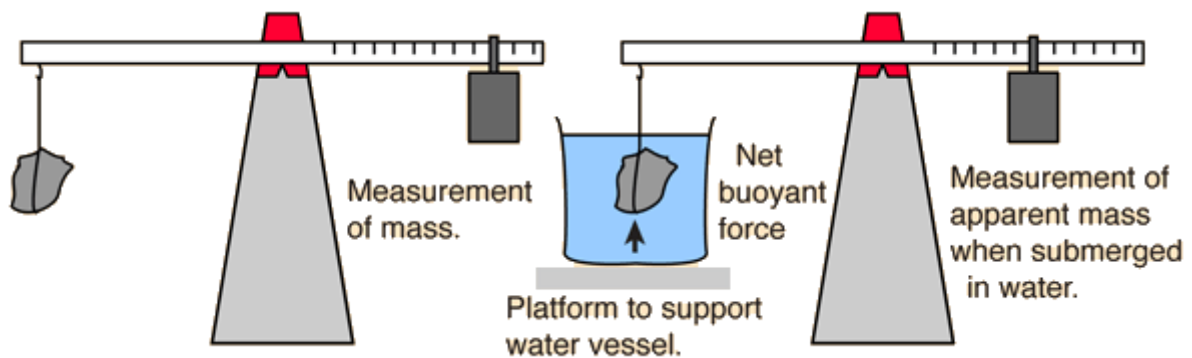 Measurement
of mass.
Net
buoyant
force
Platform to support
water vessel.
Measurement of
apparent mass
when submerged
in water.